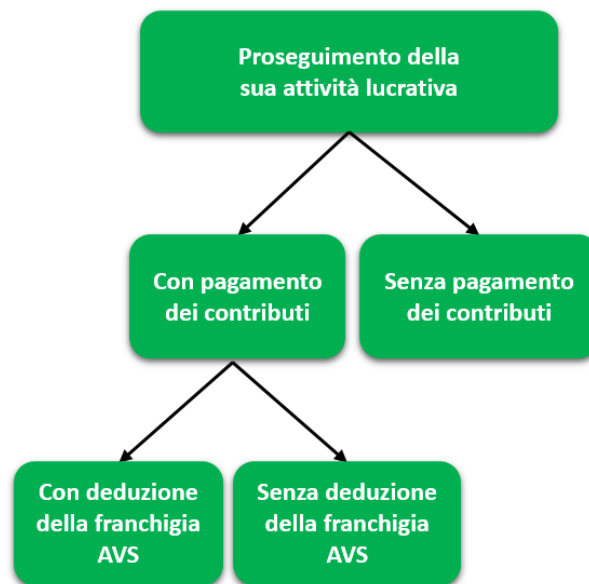 Proseguimento della
sua attività lucrativa
Con pagamento
dei contributi
Senza pagamento
dei contributi
Con deduzione
della franchigia
AVS
Senza deduzione
della franchigia
AVS